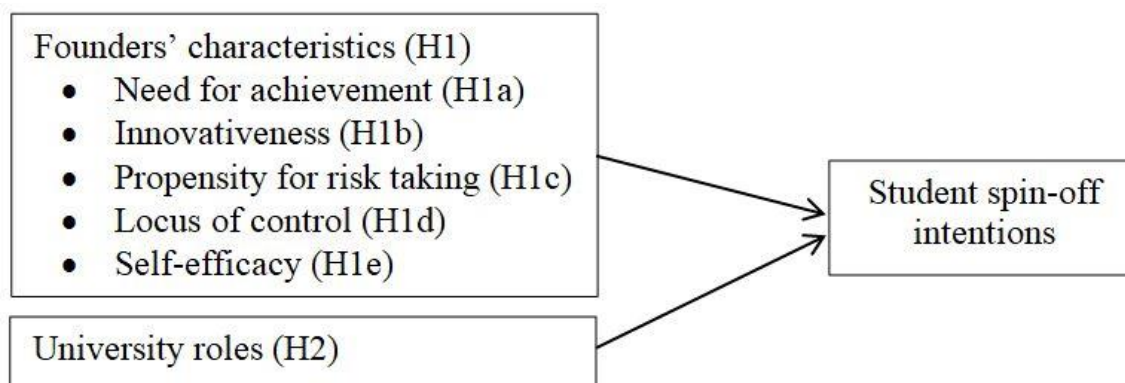 Founders’ characteristics (H1)
• Need for achievement (H1a)
• Innovativeness (H1b)
• Propensity for risk taking (H1c)
• Locus of control (H1d)
• Self-efficacy (H1e)
Student spin-off
intentions
University roles (H2)